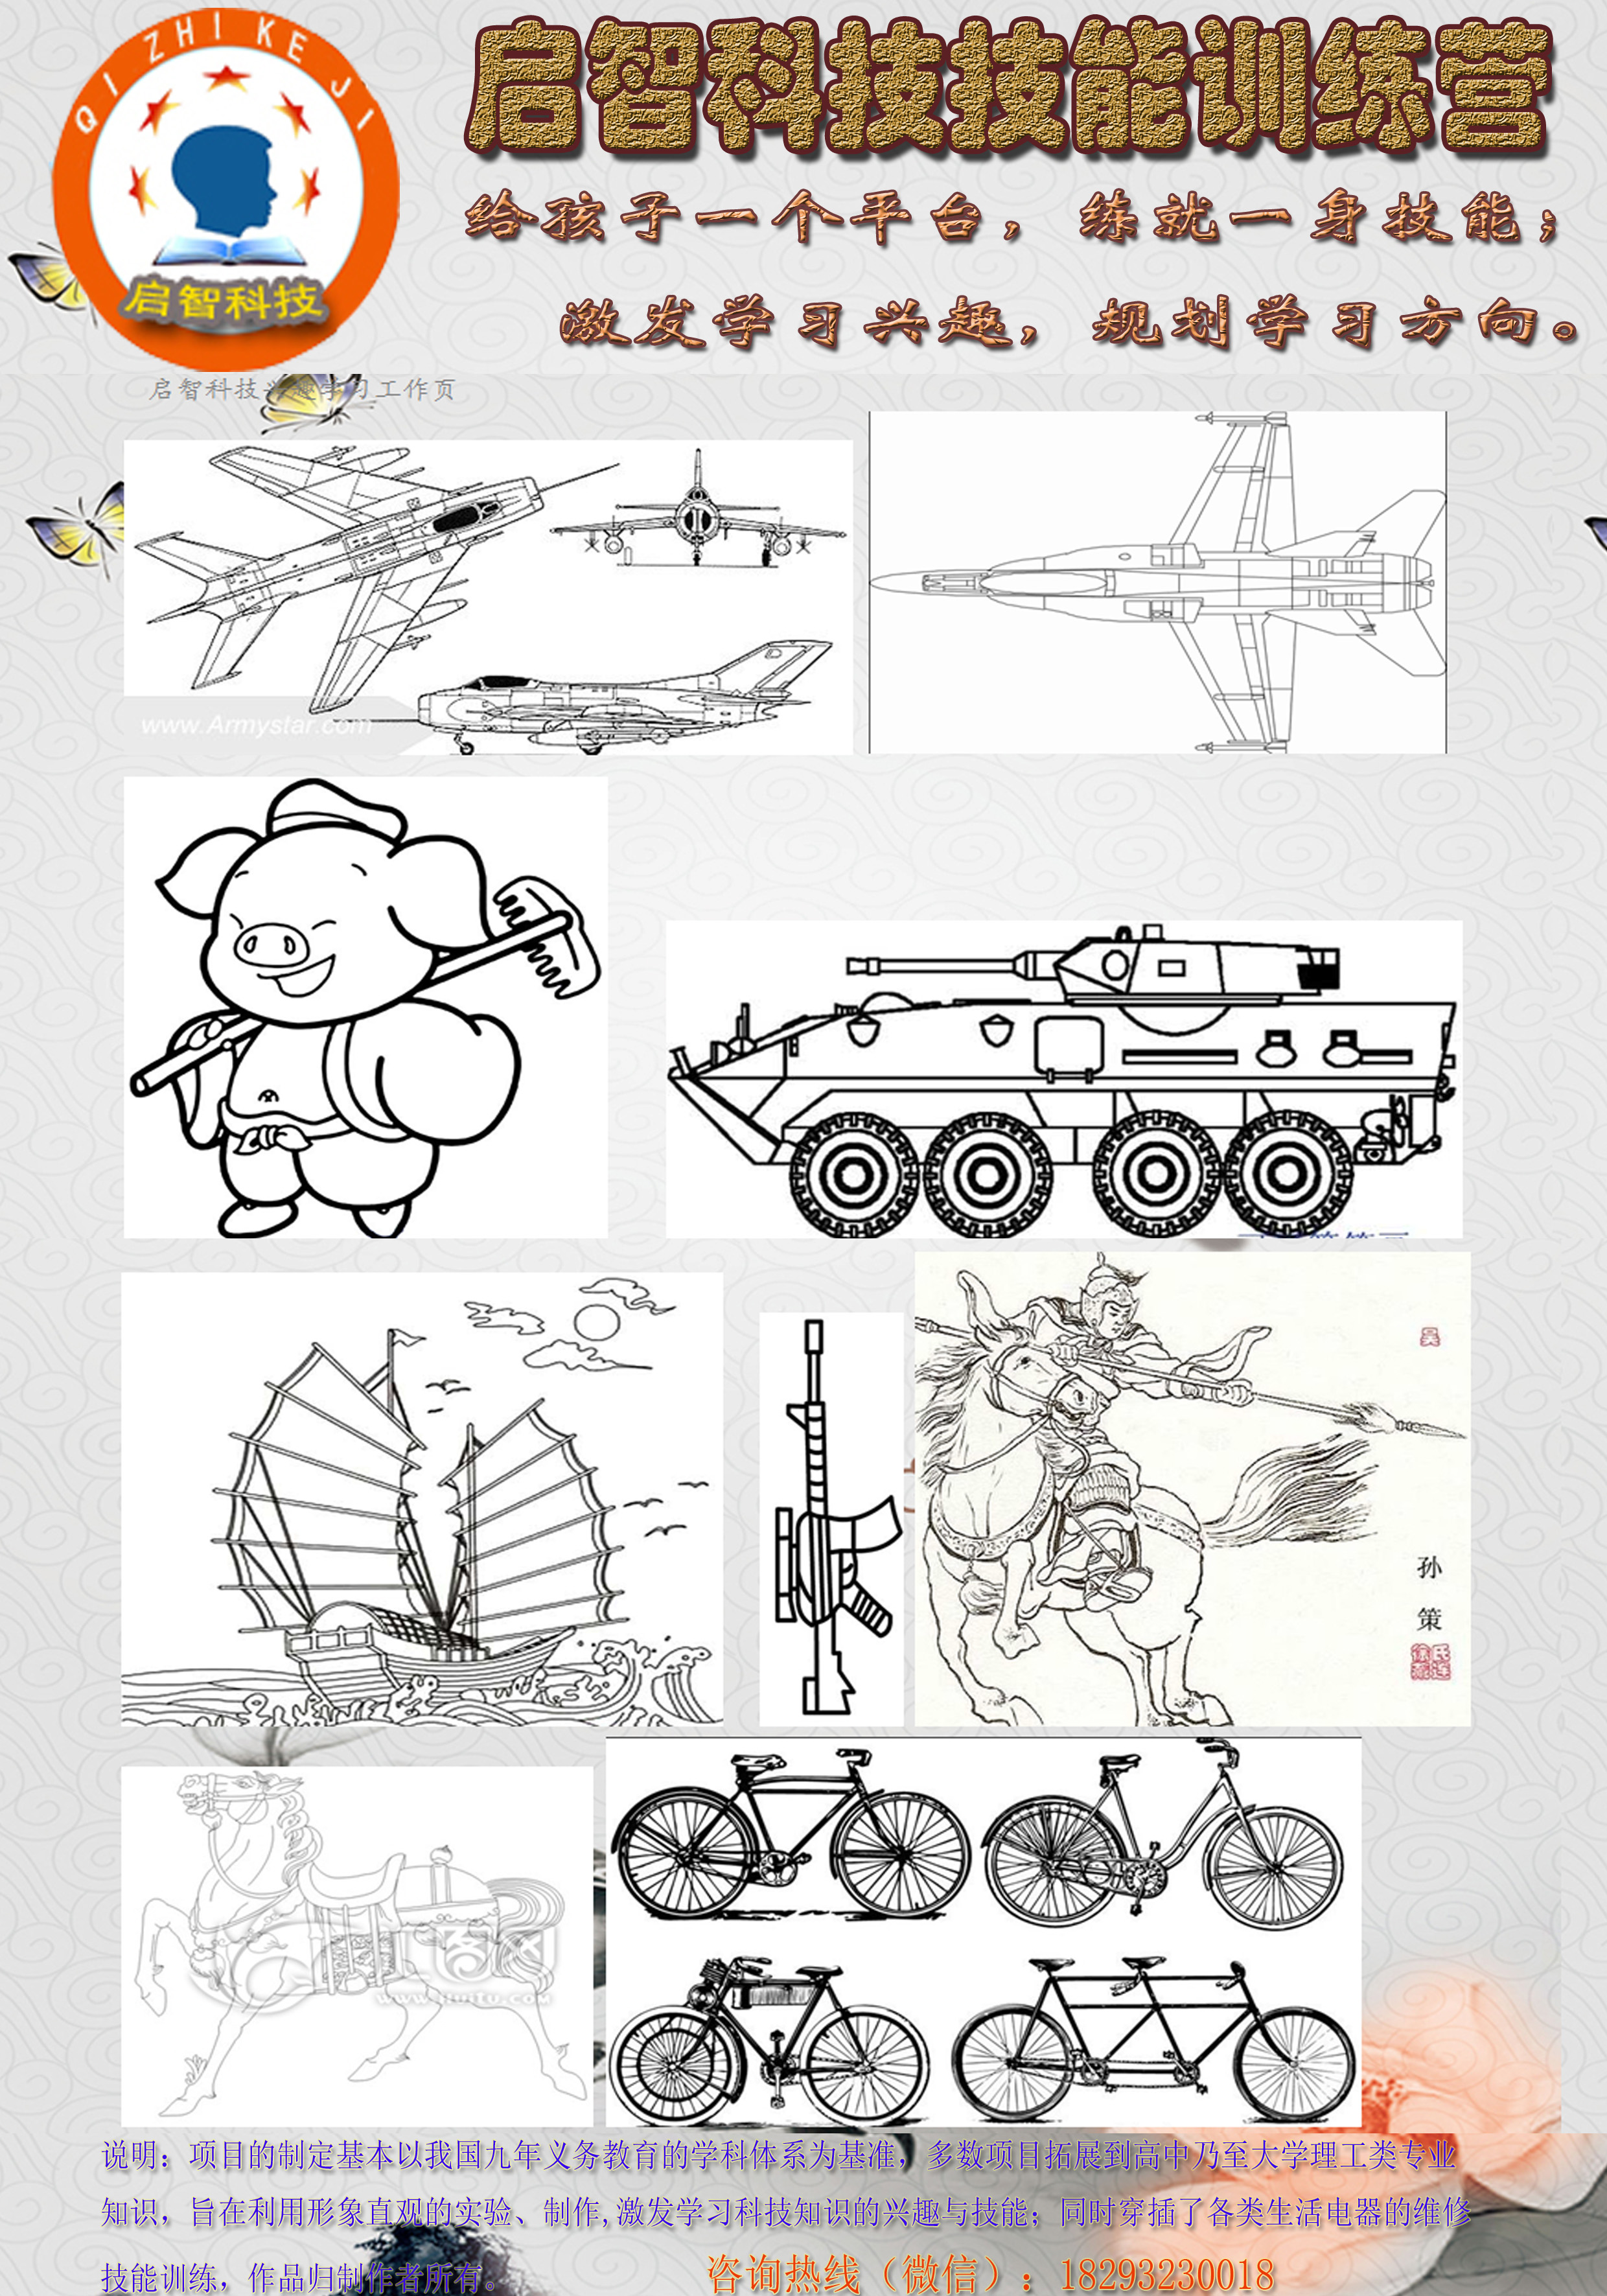 QI ZHI KE JI
启智科技
启智科技技能训练营
给孩子一个平台，练就一身技能；
激发学习兴趣，规划学习方向。
启智科技兴趣学习工作页
www.Armystar.com
吴
孙
策
www.huitu.com
说明：项目的制定基本以我国九年义务教育的学科体系为基准，多数项目拓展到高中乃至大学理工类专业
知识，旨在利用形象直观的实验、制作,激发学习科技知识的兴趣与技能；同时穿插了各类生活电器的维修
技能训练，作品归制作者所有。
咨询热线（微信）：18293230018